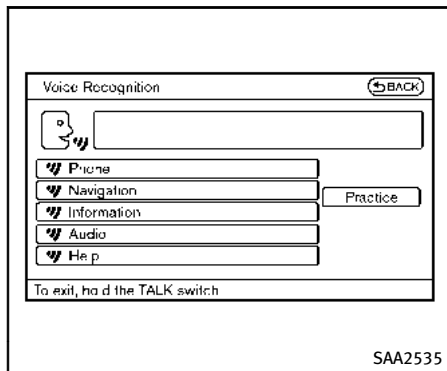 Voice Recognition
BACK
Phone
Navigation
Practice
Information
Audio
Help
To exit, hold the TALK switch
SAA2535